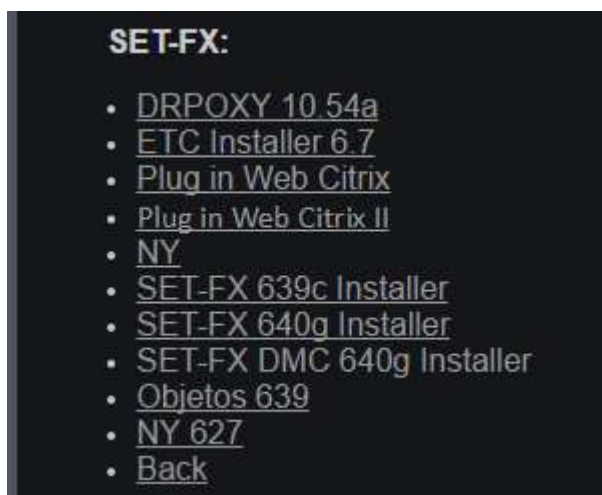 SET-FX:
DRPOXY 10.54a
ETC Installer 6.7
Plug in Web Citrix
Plug in Web Citrix II
NY
SET-FX 639c Installer
SET-FX 640g Installer
SET-FX DMC 640g Installer
Objetos 639
NY 627
Back